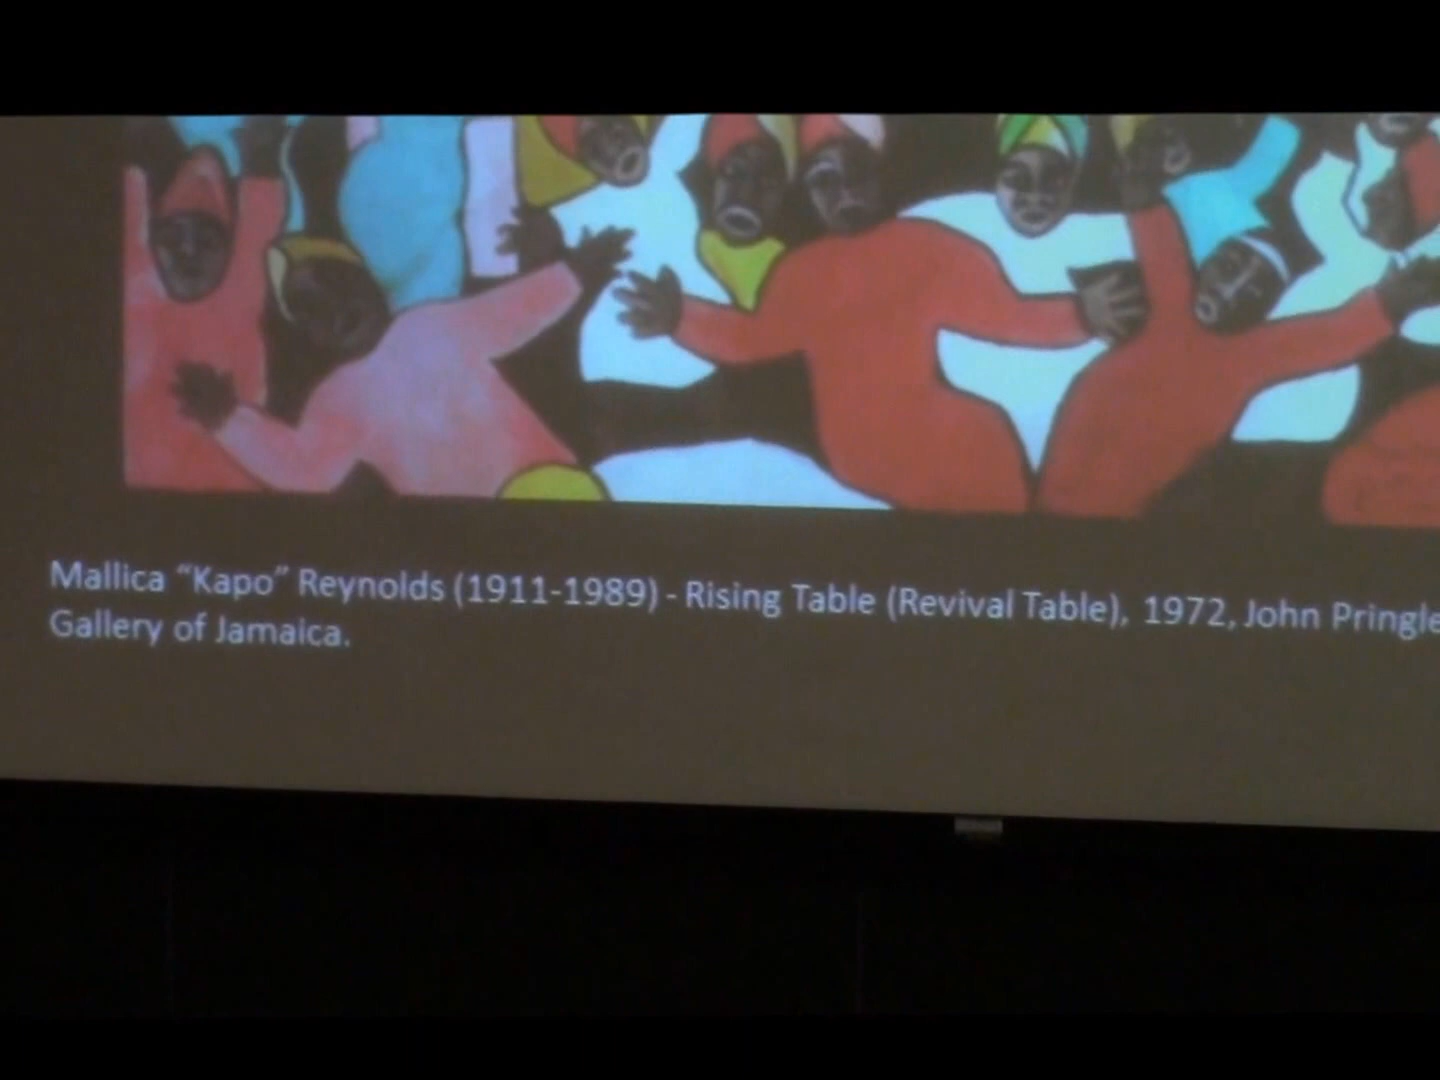 Mallica “Kapo” Reynolds (1911-1989) - Rising Table (Revival Table), 1972, John Pringle
Gallery of Jamaica.